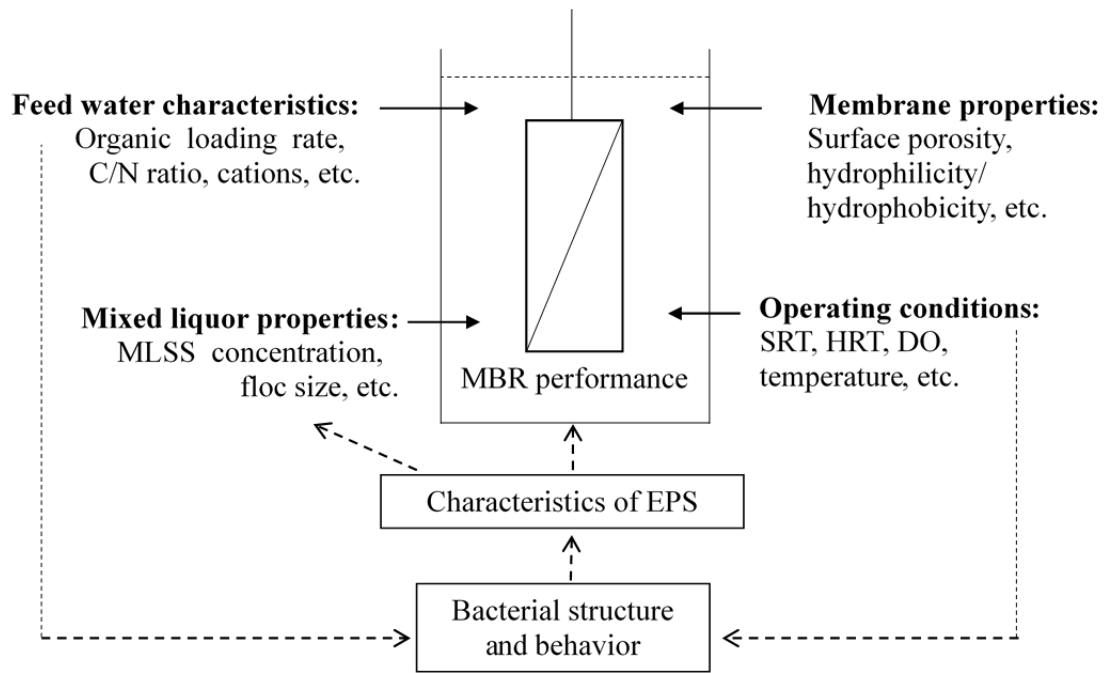 Feed water characteristics:
Organic loading rate,
C/N ratio, cations, etc.
Membrane properties:
Surface porosity,
hydrophilicity/
hydrophobicity, etc.
Mixed liquor properties:
MLSS concentration,
floc size, etc.
Operating conditions:
SRT, HRT, DO,
temperature, etc.
MBR performance
Characteristics of EPS
Bacterial structure
and behavior